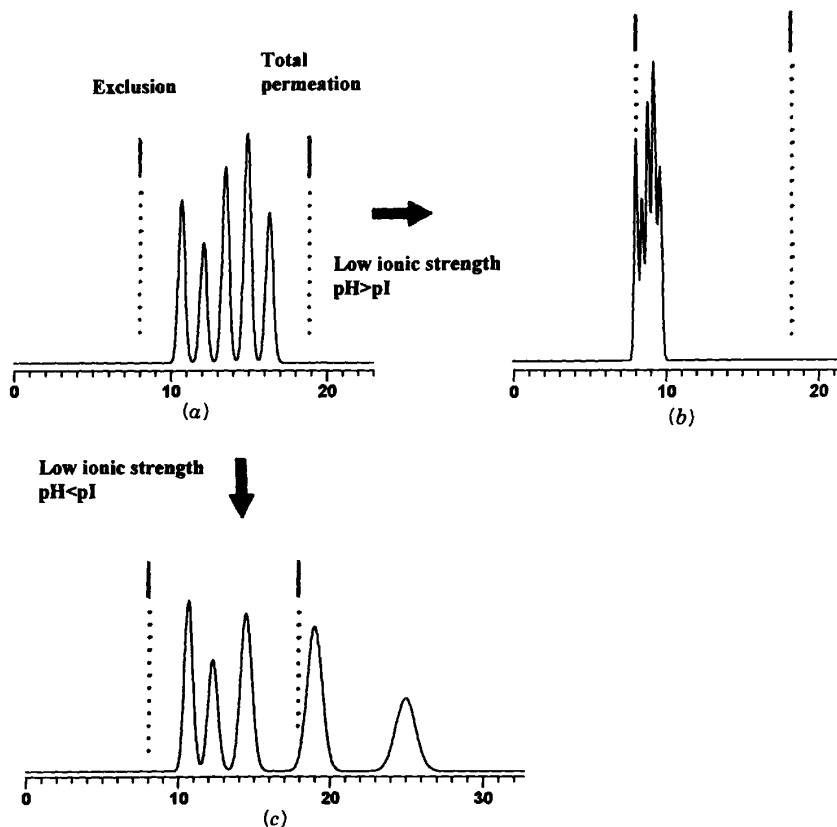 Exclusion
Total
permeation
Low ionic strength
pH>pI
0 10 20
(a)
0 10 20
(b)
Low ionic strength
pH<pI
0 10 20 30
(c)